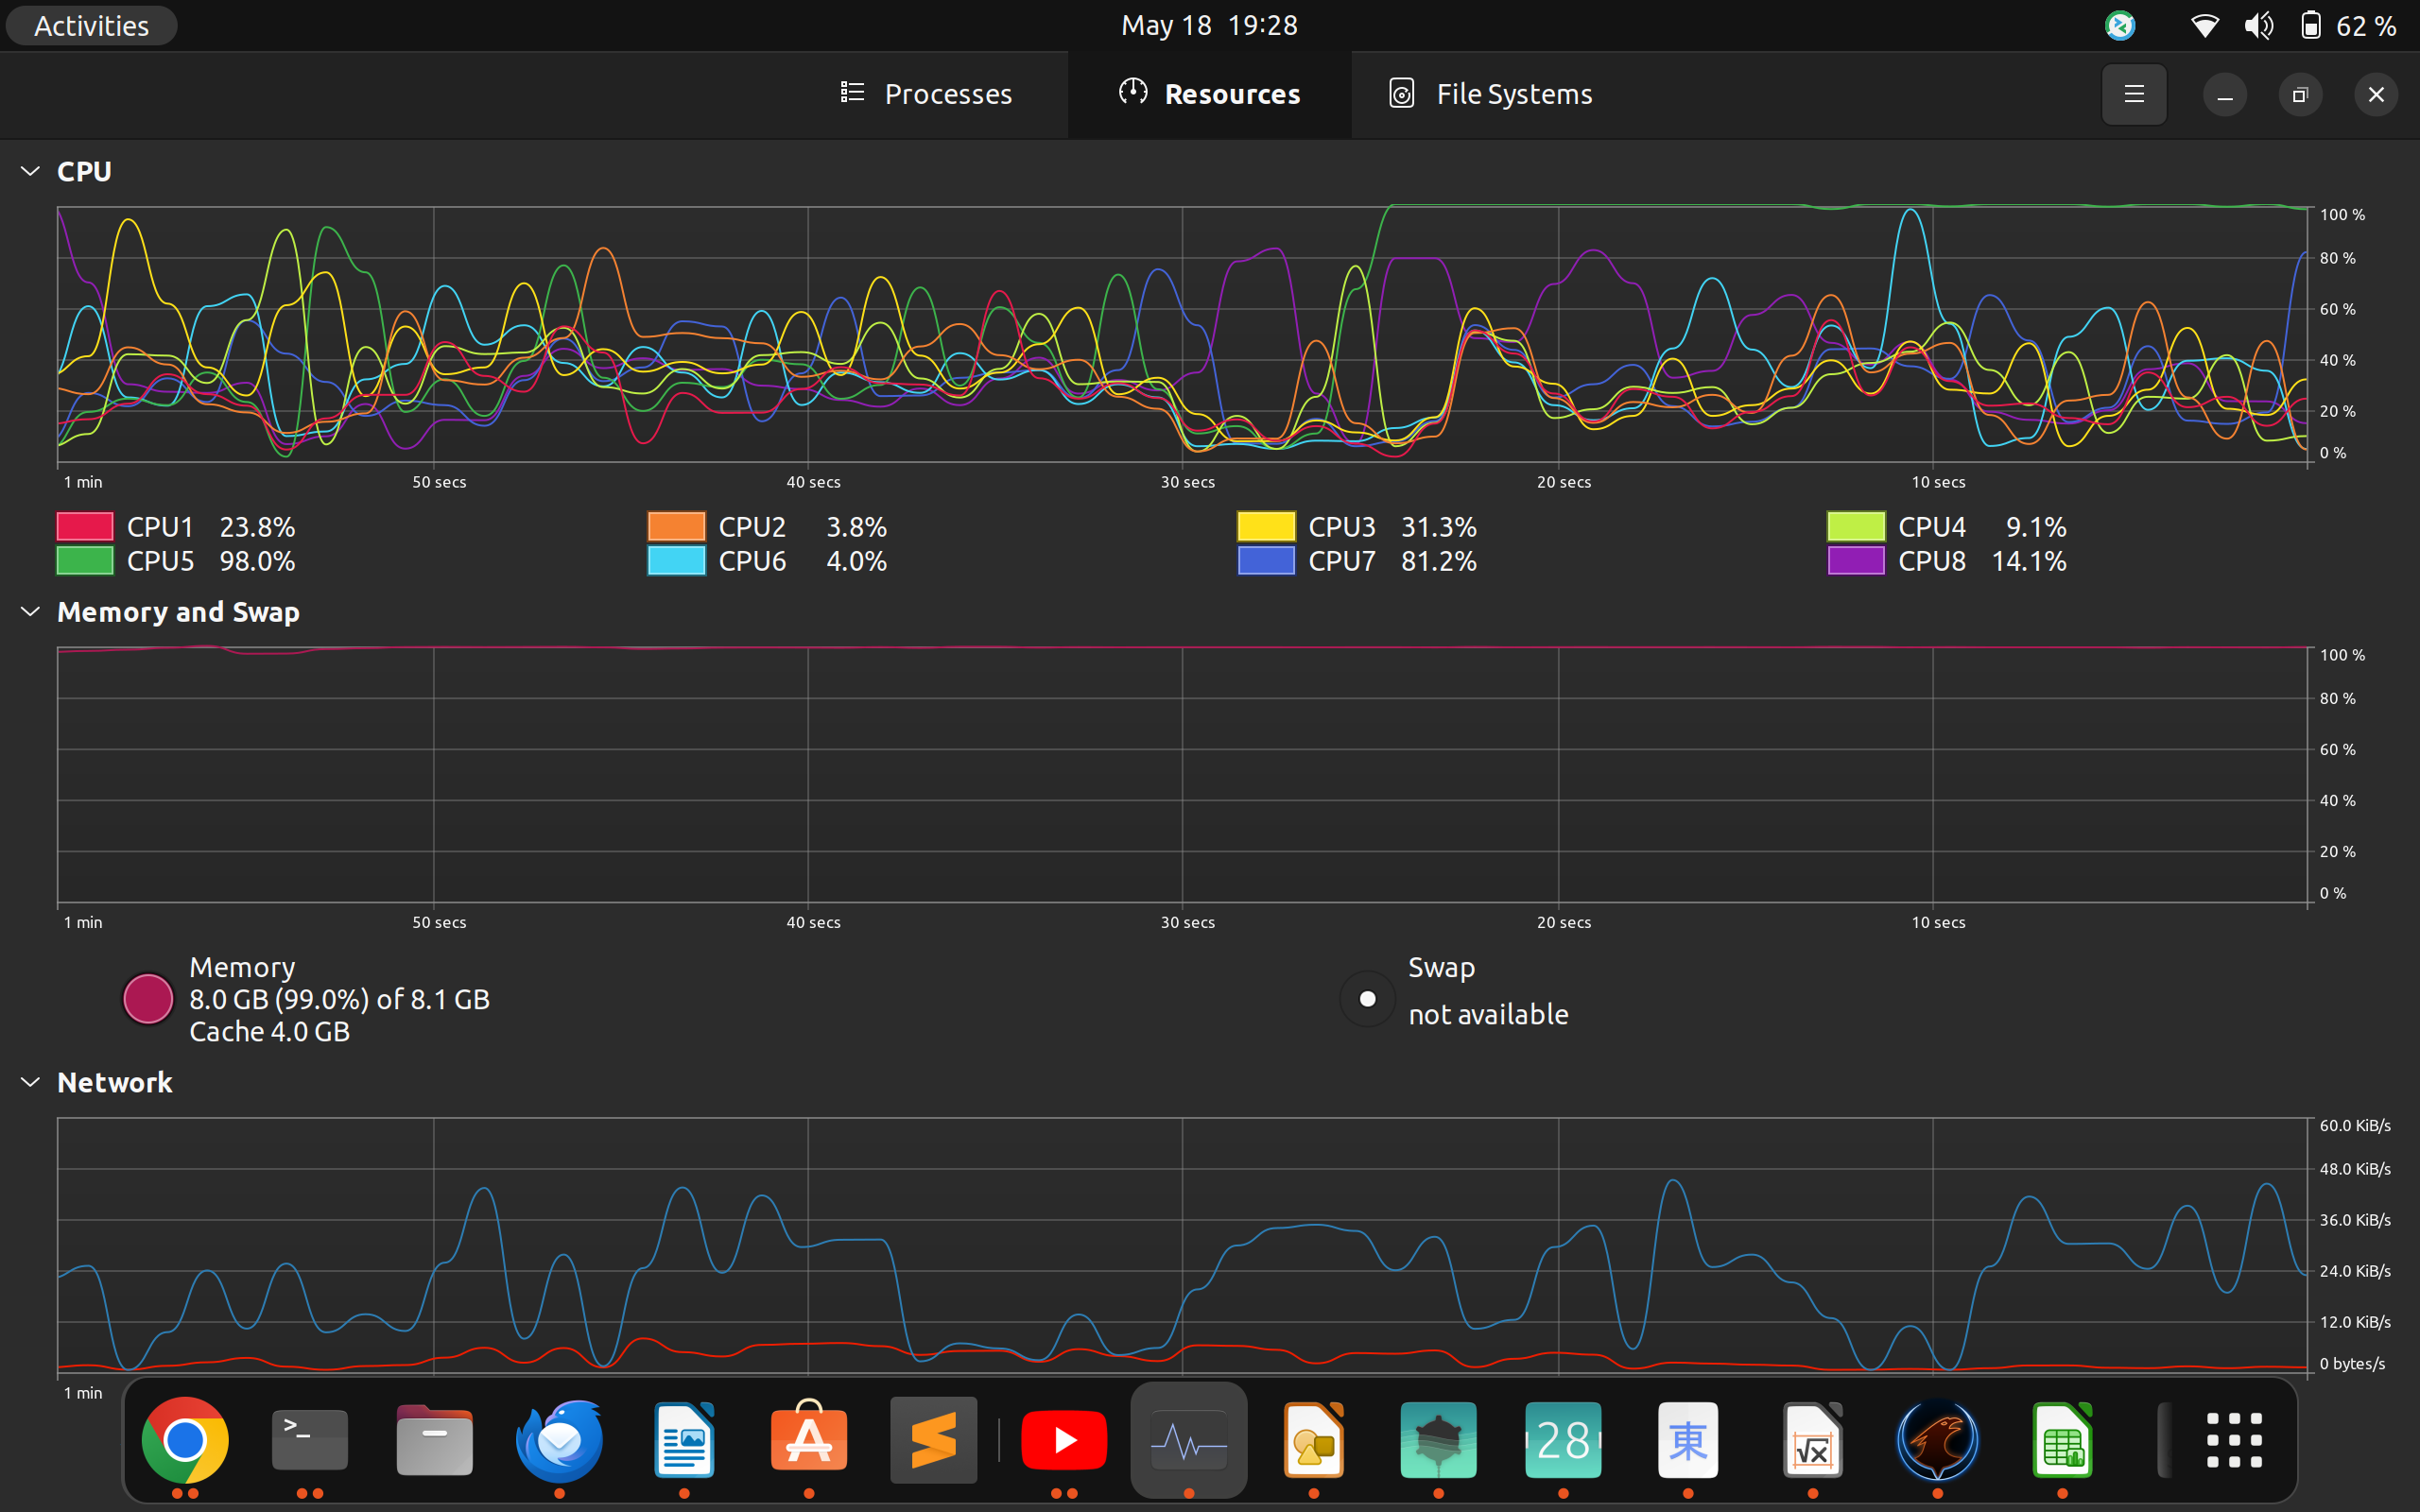 Activities
May 18 19:28
62 %
Processes
Resources
File Systems
CPU
100 %
80 %
60 %
40 %
20 %
0 %
1 min
50 secs
40 secs
30 secs
20 secs
10 secs
CPU1 23.8%
CPU2 3.8%
CPU3 31.3%
CPU4 9.1%
CPU5 98.0%
CPU6 4.0%
CPU7 81.2%
CPU8 14.1%
Memory and Swap
100 %
80 %
60 %
40 %
20 %
0 %
1 min
50 secs
40 secs
30 secs
20 secs
10 secs
Memory
8.0 GB (99.0%) of 8.1 GB
Cache 4.0 GB
Swap
not available
Network
60.0 KiB/s
48.0 KiB/s
36.0 KiB/s
24.0 KiB/s
12.0 KiB/s
0 bytes/s
1 min
>_
28
東
√x